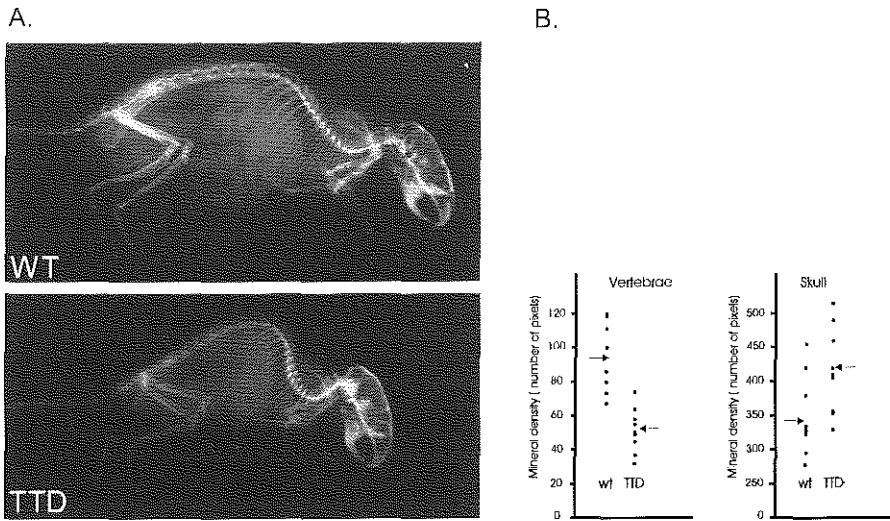 A.
B.
WT
TTD
Vertebrae
Mineral density ( number of pixels)
120
100
80
60
40
20
0
wt TTD
Skull
Mineral density ( number of pixels)
500
450
400
350
300
250
0
wt TTD